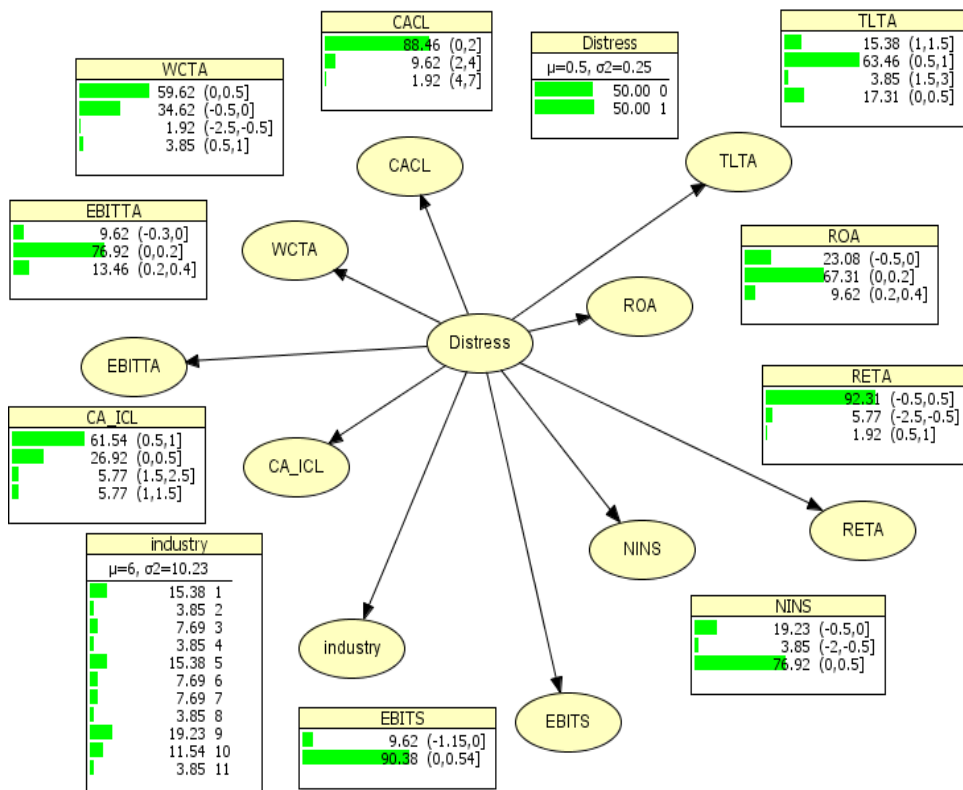 CACL
88.46 (0,2]
9.62 (2,4]
1.92 (4,7]
Distress
μ=0.5, σ2=0.25
50.00 0
50.00 1
TLTA
15.38 (1,1.5]
63.46 (0.5,1]
3.85 (1.5,3]
17.31 (0,0.5]
WCTA
59.62 (0,0.5]
34.62 (-0.5,0]
1.92 (-2.5,-0.5]
3.85 (0.5,1]
CACL
TLTA
EBITTA
9.62 (-0.3,0]
76.92 (0,0.2]
13.46 (0.2,0.4]
WCTA
ROA
23.08 (-0.5,0]
67.31 (0,0.2]
9.62 (0.2,0.4]
ROA
Distress
EBITTA
RETA
92.31 (-0.5,0.5]
5.77 (-2.5,-0.5]
1.92 (0.5,1]
CA_ICL
61.54 (0.5,1]
26.92 (0,0.5]
5.77 (1.5,2.5]
5.77 (1,1.5]
CA_ICL
RETA
NINS
industry
μ=6, σ2=10.23
15.38 1
3.85 2
7.69 3
3.85 4
15.38 5
7.69 6
7.69 7
3.85 8
19.23 9
11.54 10
3.85 11
NINS
19.23 (-0.5,0]
3.85 (-2,-0.5]
76.92 (0,0.5]
industry
EBITS
EBITS
9.62 (-1.15,0]
90.38 (0,0.54]